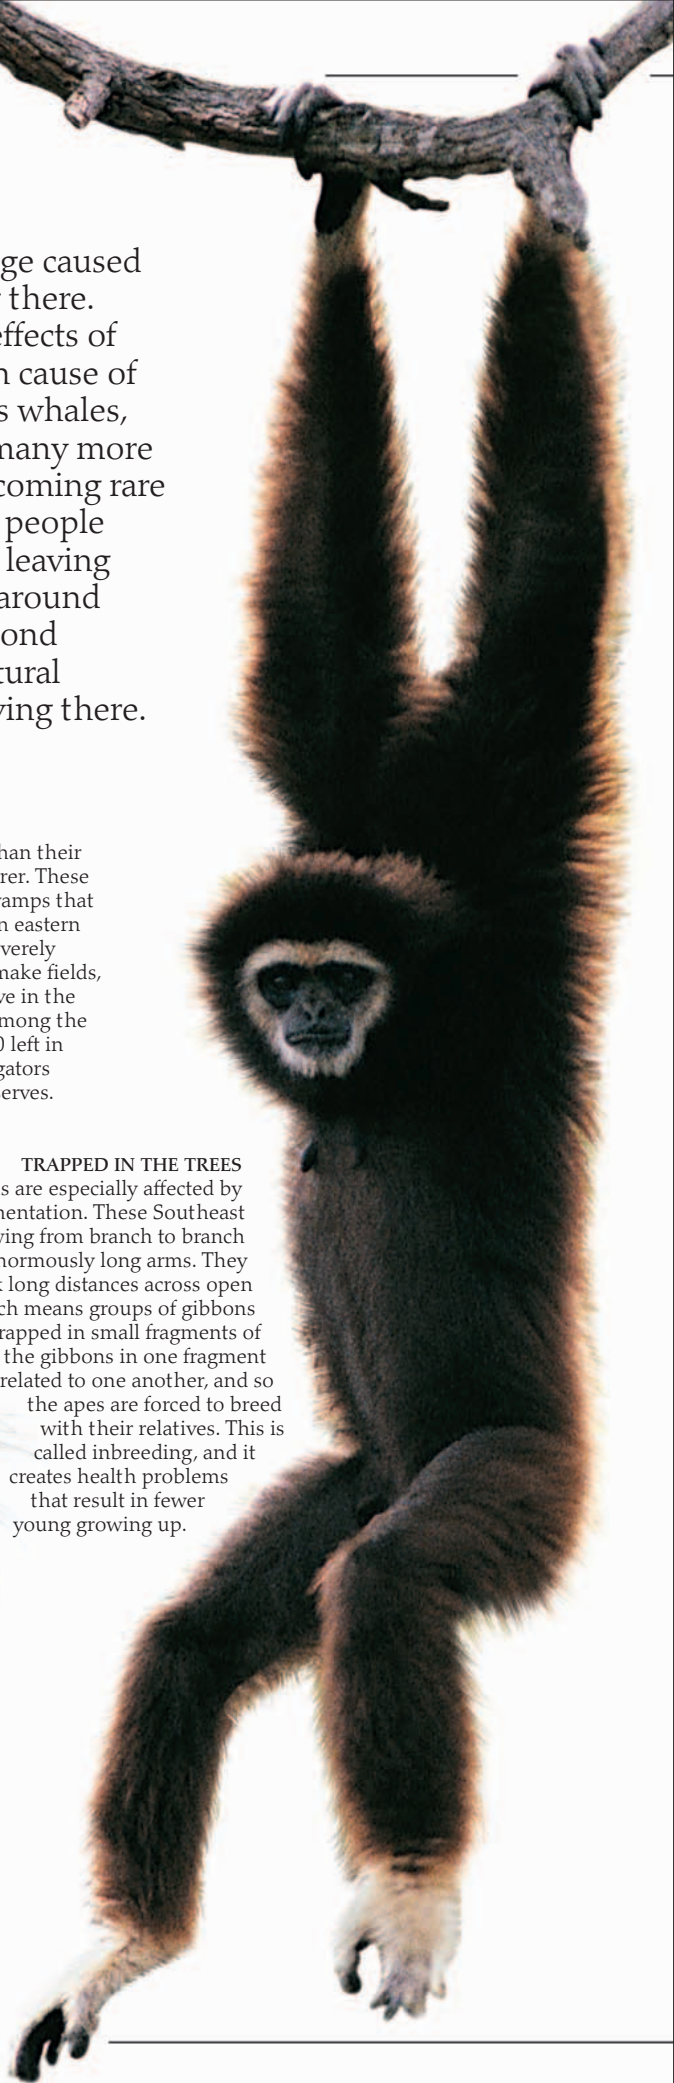 ge caused
there.
effects of
n cause of
s whales,
many more
coming rare
people
leaving
around
ond
tural
ving there.
han their
rer. These
amps that
n eastern
verely
make fields,
ve in the
mong the
0 left in
gators
erves.
TRAPPED IN THE TREES
s are especially affected by
mentation. These Southeast
ving from branch to branch
normously long arms. They
k long distances across open
ch means groups of gibbons
rapped in small fragments of
the gibbons in one fragment
related to one another, and so
the apes are forced to breed
with their relatives. This is
called inbreeding, and it
creates health problems
that result in fewer
young growing up.